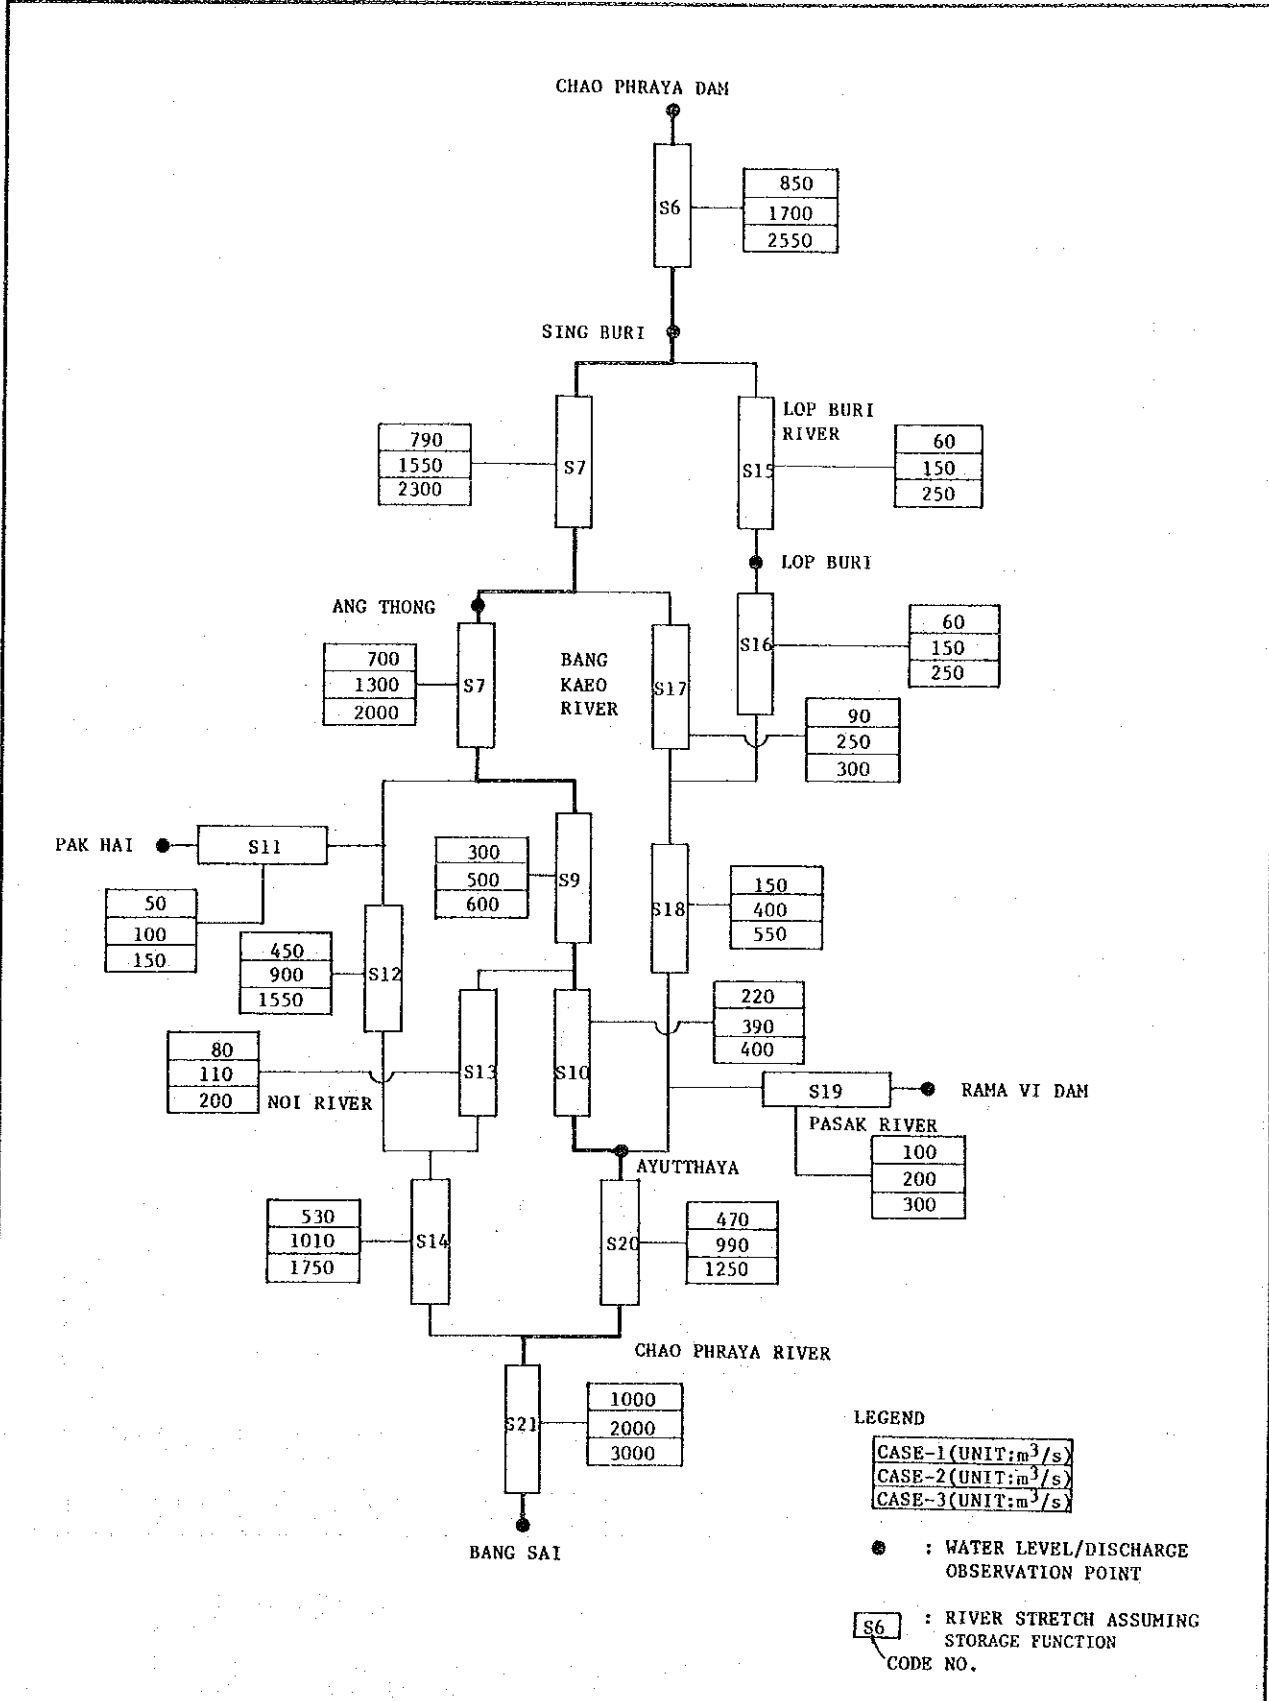 CHAO PHRAYA DAM
S6
850
1700
2550
SING BURI
S7
790
1550
2300
LOP BURI
RIVER
S15
60
150
250
LOP BURI
ANG THONG
S7
700
1300
2000
BANG
KAEO
RIVER
S17
S16
60
150
250
90
250
300
PAK HAI
S11
50
100
150
S9
300
500
600
S18
150
400
550
S12
450
900
1550
S13
80
110
200
NOI RIVER
S10
220
390
400
S19
RAMA VI DAM
PASAK RIVER
100
200
300
AYUTTHAYA
S14
530
1010
1750
S20
470
990
1250
CHAO PHRAYA RIVER
S21
1000
2000
3000
BANG SAI
LEGEND
CASE-1(UNIT:m³/s)
CASE-2(UNIT:m³/s)
CASE-3(UNIT:m³/s)
: WATER LEVEL/DISCHARGE
OBSERVATION POINT
S6 : RIVER STRETCH ASSUMING
STORAGE FUNCTION
CODE NO.